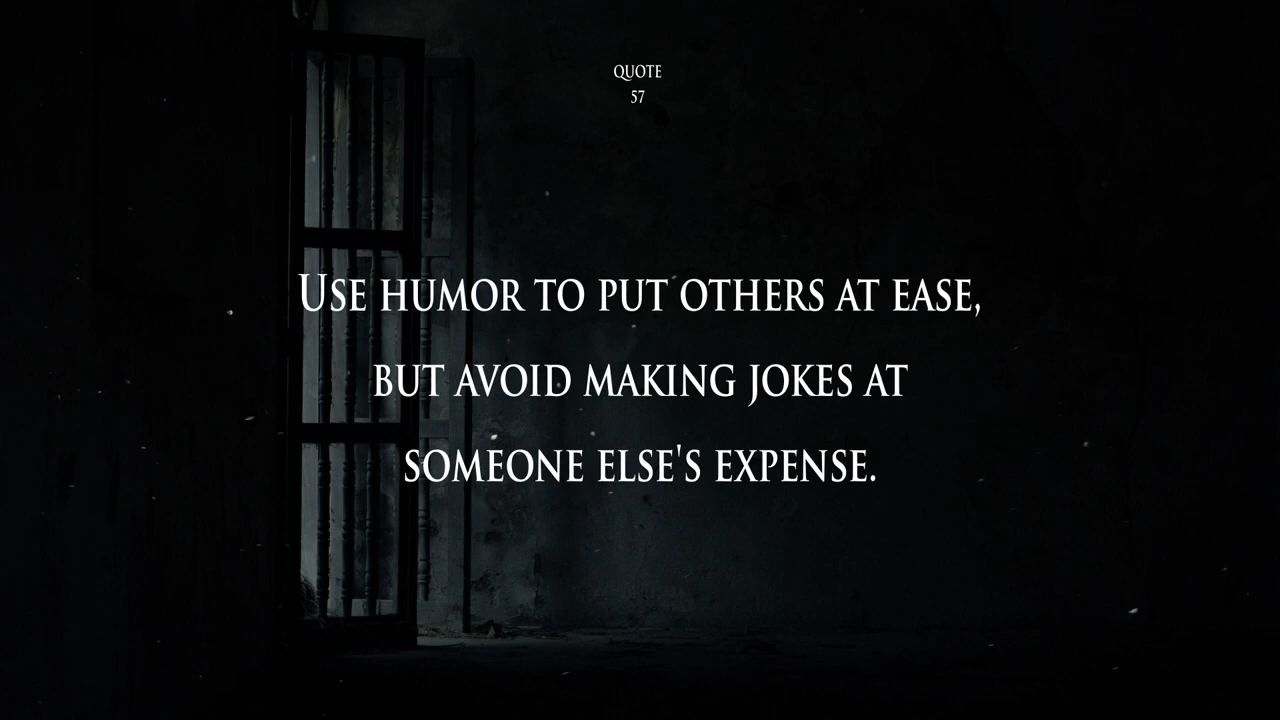 QUOTE
57
USE HUMOR TO PUT OTHERS AT EASE,
BUT AVOID MAKING JOKES AT
SOMEONE ELSE'S EXPENSE.